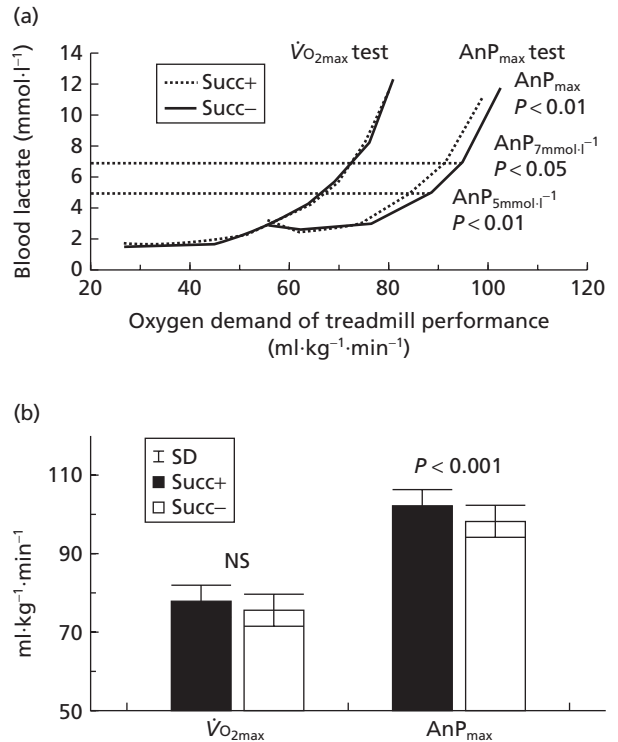 (a)
V̇O₂max test
AnPmax test
Blood lactate (mmol·l⁻¹)
14
12
10
8
6
4
2
0
Succ+
Succ−
AnPmax
P < 0.01
AnP7mmol·l⁻¹
P < 0.05
AnP5mmol·l⁻¹
P < 0.01
20
40
60
80
100
120
Oxygen demand of treadmill performance
(ml·kg⁻¹·min⁻¹)
(b)
SD
Succ+
Succ−
P < 0.001
NS
ml·kg⁻¹·min⁻¹
110
90
70
50
V̇O₂max
AnPmax